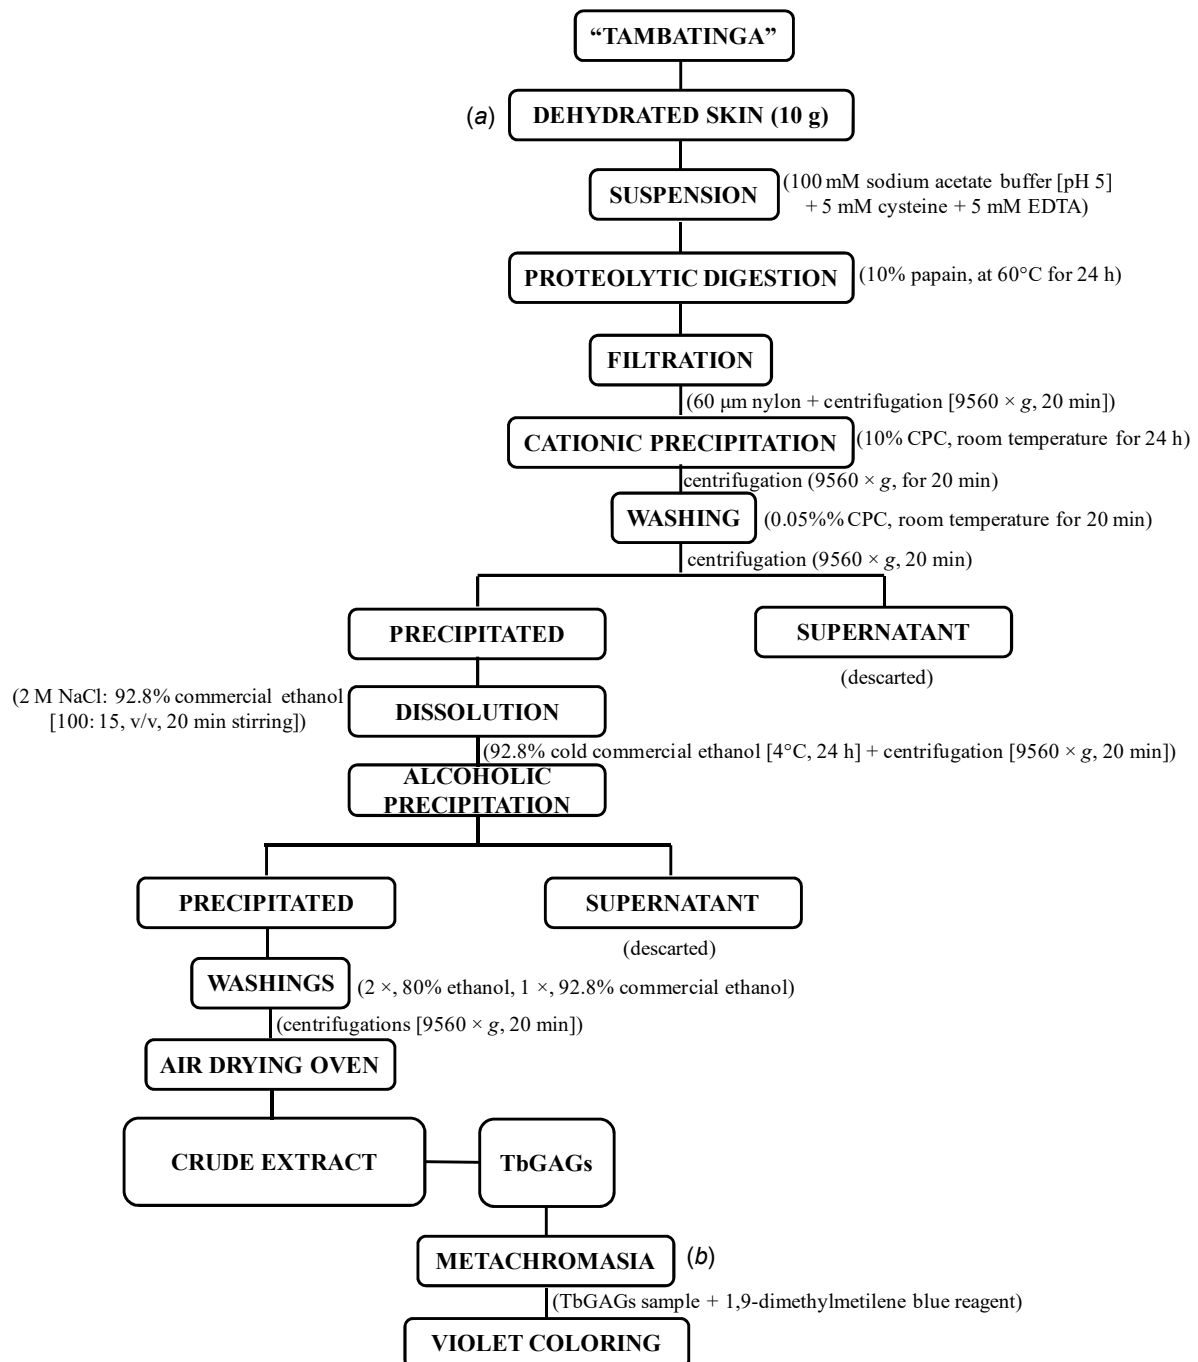 “TAMBATINGA”
(a)
DEHYDRATED SKIN (10 g)
SUSPENSION
(100 mM sodium acetate buffer [pH 5]
+ 5 mM cysteine + 5 mM EDTA)
PROTEOLYTIC DIGESTION
(10% papain, at 60°C for 24 h)
FILTRATION
(60 μm nylon + centrifugation [9560 × g, 20 min])
CATIONIC PRECIPITATION
(10% CPC, room temperature for 24 h)
centrifugation (9560 × g, for 20 min)
WASHING
(0.05%% CPC, room temperature for 20 min)
centrifugation (9560 × g, 20 min)
PRECIPITATED
SUPERNATANT
(descarted)
(2 M NaCl: 92.8% commercial ethanol
[100: 15, v/v, 20 min stirring])
DISSOLUTION
(92.8% cold commercial ethanol [4°C, 24 h] + centrifugation [9560 × g, 20 min])
ALCOHOLIC
PRECIPITATION
PRECIPITATED
SUPERNATANT
(descarted)
WASHINGS
(2 ×, 80% ethanol, 1 ×, 92.8% commercial ethanol)
(centrifugations [9560 × g, 20 min])
AIR DRYING OVEN
CRUDE EXTRACT
TbGAGs
METACHROMASIA
(b)
(TbGAGs sample + 1,9-dimethylmetilene blue reagent)
VIOLET COLORING